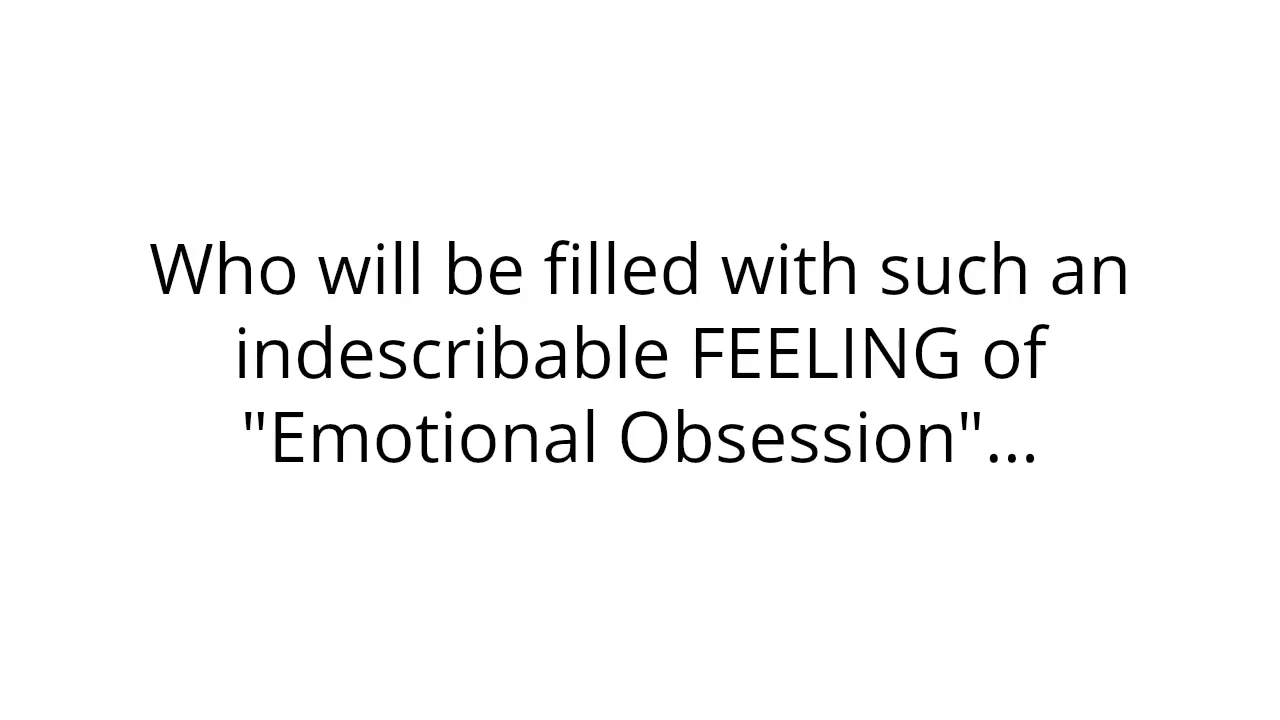 Who will be filled with such an
indescribable FEELING of
"Emotional Obsession"...